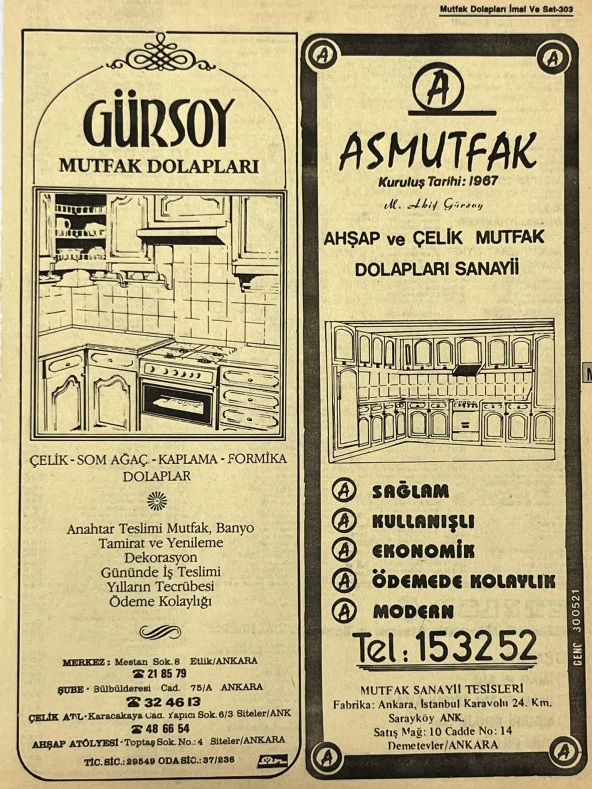 Mutfak Dolapları İmal Ve Sat-303
GÜRSOY
MUTFAK DOLAPLARI
ÇELİK - SOM AĞAÇ - KAPLAMA - FORMİKA
DOLAPLAR
Anahtar Teslimi Mutfak, Banyo
Tamirat ve Yenileme
Dekorasyon
Gününde İş Teslimi
Yılların Tecrübesi
Ödeme Kolaylığı
MERKEZ : Mestan Sok. 8 Etlik/ANKARA
☎ 21 85 79
ŞUBE · Bülbülderesi Cad. 75/A ANKARA
☎ 32 46 13
ÇELİK ATL·Karacakaya Cad. Yapıcı Sok. 6/3 Siteler/ANK
☎ 48 66 54
AHŞAP ATÖLYESİ·Toptaş Sok. No.: 4 Siteler/ANKARA
TİC. SİC.: 29549 ODA SİC.: 37/236
A
A
A
ASMUTFAK
Kuruluş Tarihi : 1967
M. Akif Gürsoy
AHŞAP ve ÇELİK MUTFAK
DOLAPLARI SANAYİİ
A SAĞLAM
A KULLANIŞLI
A EKONOMİK
A ÖDEMEDE KOLAYLIK
A MODERN
Tel : 153252
MUTFAK SANAYİİ TESİSLERİ
Fabrika: Ankara, İstanbul Karayolu 24. Km.
Sarayköy ANK.
Satış Mağ: 10 Cadde No: 14
Demetevler/ANKARA
A
A
GENÇ 300521
M